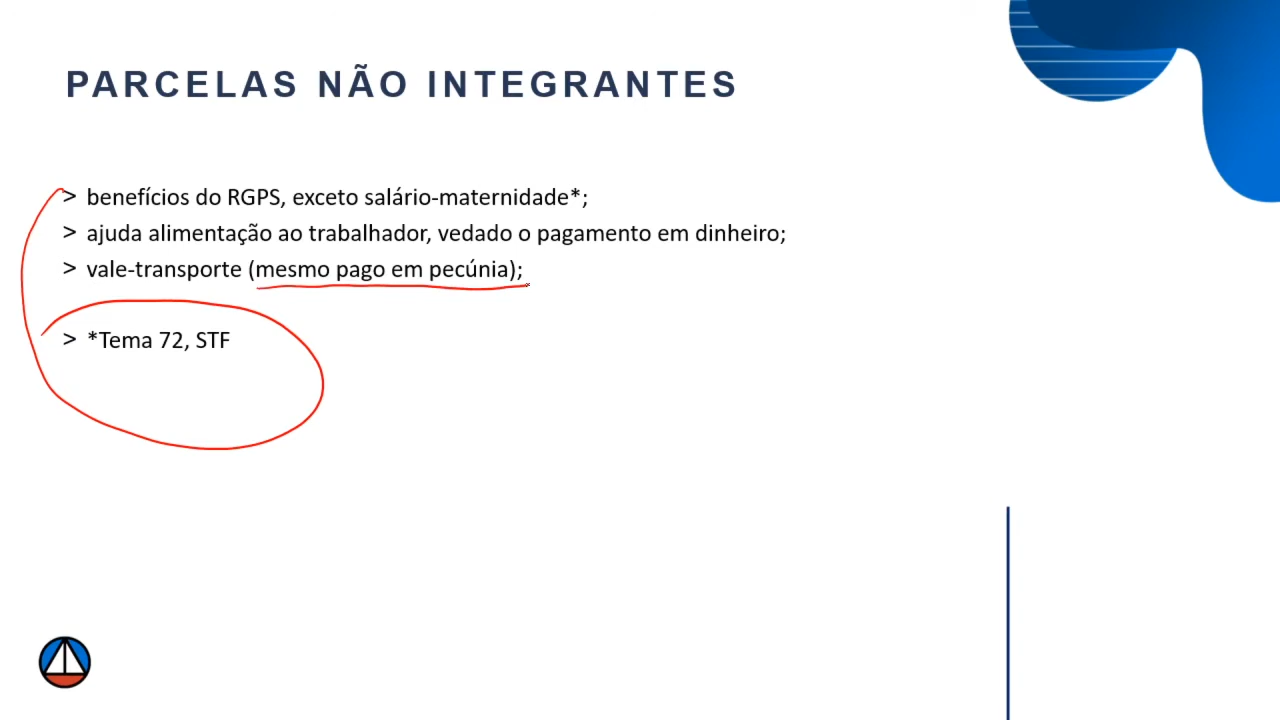 PARCELAS NÃO INTEGRANTES
> benefícios do RGPS, exceto salário-maternidade*;
> ajuda alimentação ao trabalhador, vedado o pagamento em dinheiro;
> vale-transporte (mesmo pago em pecúnia);
> *Tema 72, STF